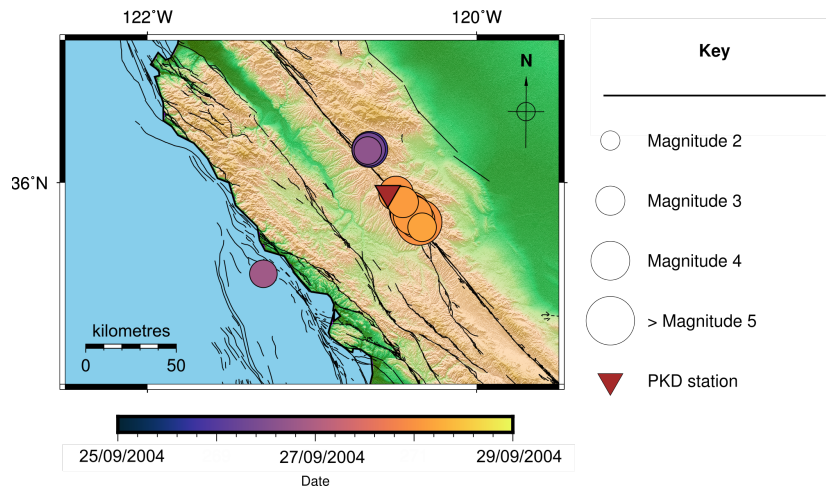 122°W 120°W
Key
N
Magnitude 2
36°N
Magnitude 3
Magnitude 4
kilometres
> Magnitude 5
0 50
PKD station
25/09/2004 27/09/2004 29/09/2004
Date